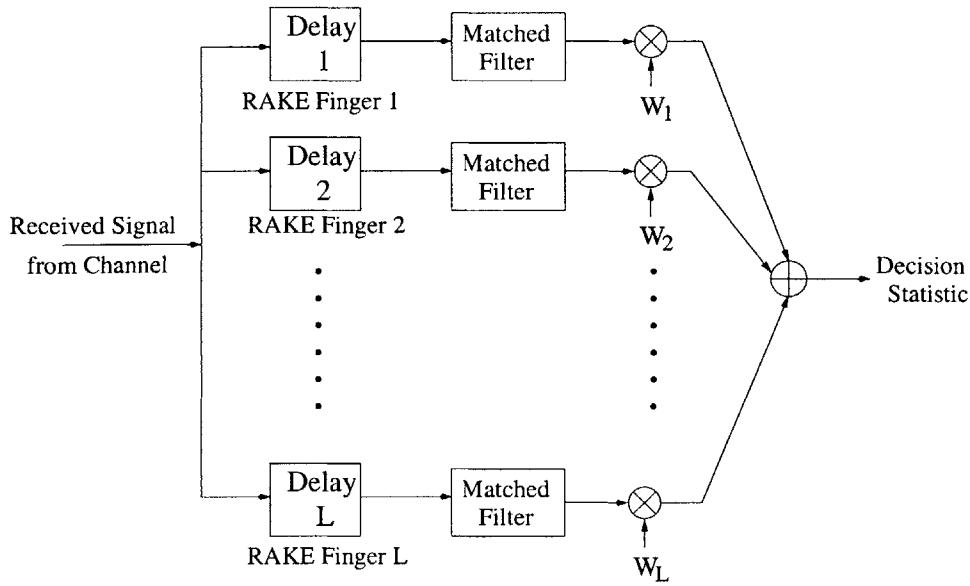 Delay
1
Matched
Filter
RAKE Finger 1
W1
Delay
2
Matched
Filter
RAKE Finger 2
W2
Received Signal
from Channel
Decision
Statistic
Delay
L
Matched
Filter
RAKE Finger L
WL